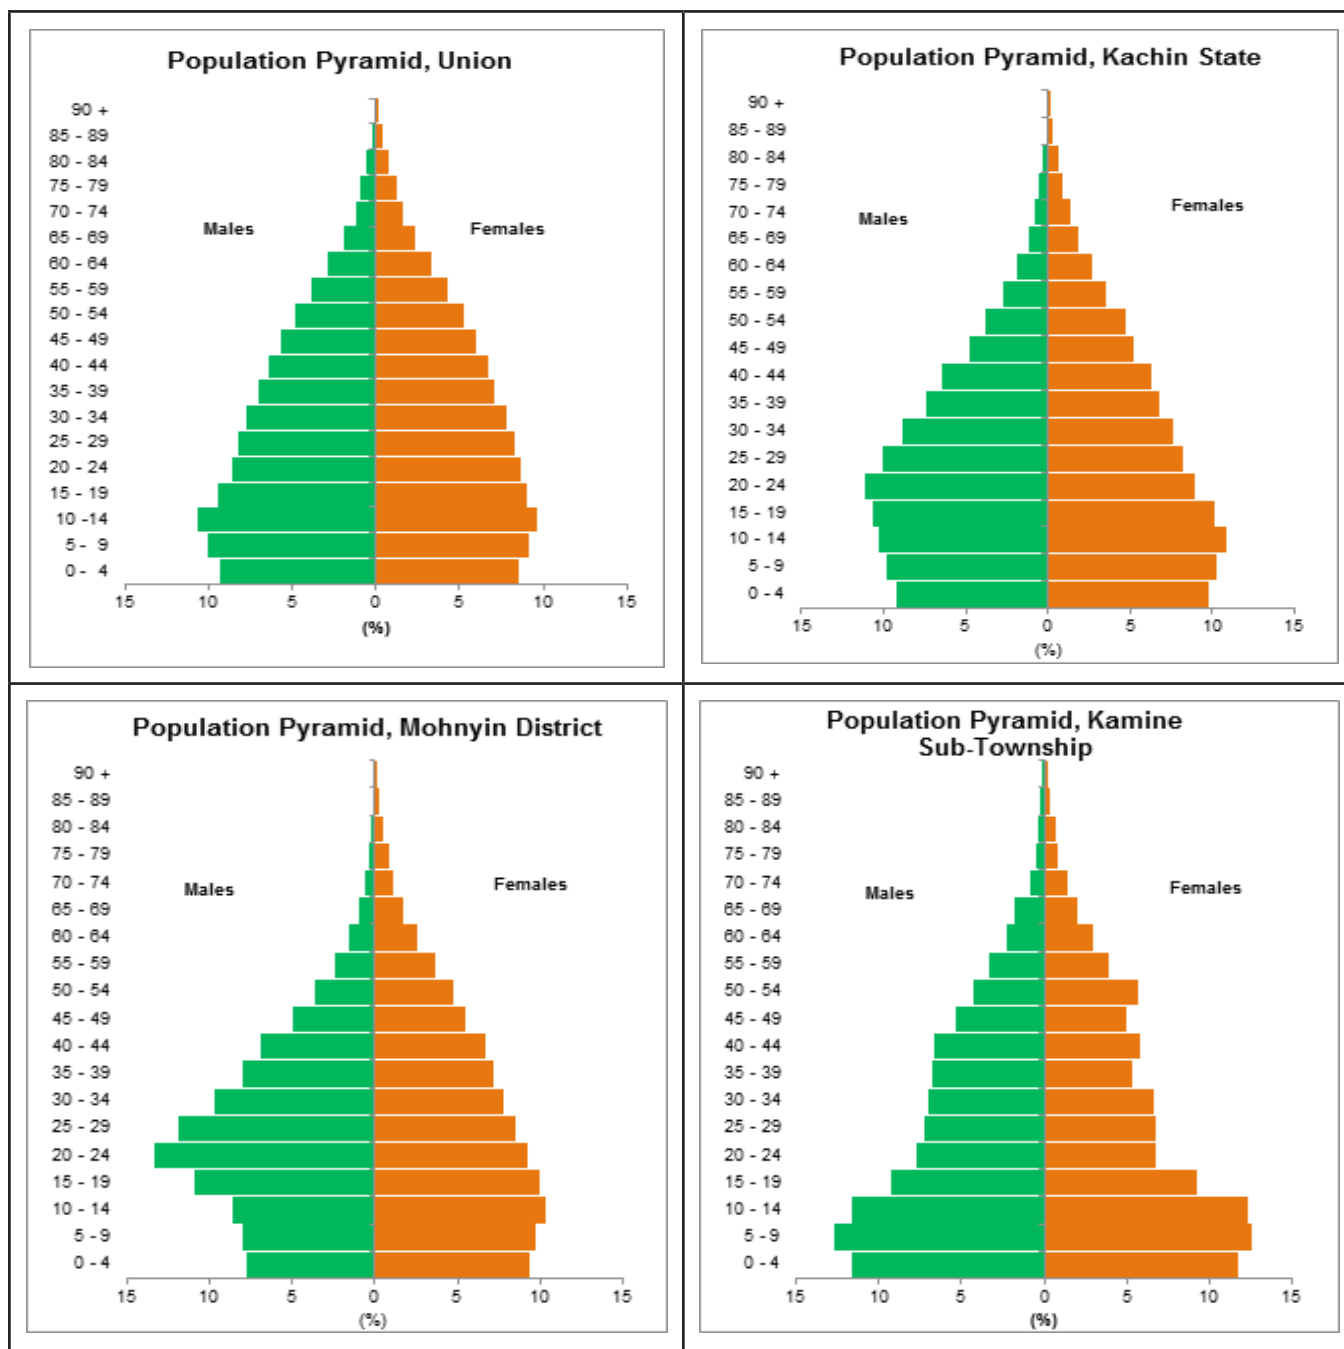 Population Pyramid, Union
90 +
85 - 89
80 - 84
75 - 79
70 - 74
Males
Females
65 - 69
60 - 64
55 - 59
50 - 54
45 - 49
40 - 44
35 - 39
30 - 34
25 - 29
20 - 24
15 - 19
10 -14
5 - 9
0 - 4
15 10 5 0 5 10 15
(%)
Population Pyramid, Kachin State
90 +
85 - 89
80 - 84
75 - 79
70 - 74
Males
Females
65 - 69
60 - 64
55 - 59
50 - 54
45 - 49
40 - 44
35 - 39
30 - 34
25 - 29
20 - 24
15 - 19
10 - 14
5 - 9
0 - 4
15 10 5 0 5 10 15
(%)
Population Pyramid, Mohnyin District
90 +
85 - 89
80 - 84
75 - 79
70 - 74
Males
Females
65 - 69
60 - 64
55 - 59
50 - 54
45 - 49
40 - 44
35 - 39
30 - 34
25 - 29
20 - 24
15 - 19
10 - 14
5 - 9
0 - 4
15 10 5 0 5 10 15
(%)
Population Pyramid, Kamine
Sub-Township
90 +
85 - 89
80 - 84
75 - 79
70 - 74
Males
Females
65 - 69
60 - 64
55 - 59
50 - 54
45 - 49
40 - 44
35 - 39
30 - 34
25 - 29
20 - 24
15 - 19
10 - 14
5 - 9
0 - 4
15 10 5 0 5 10 15
(%)